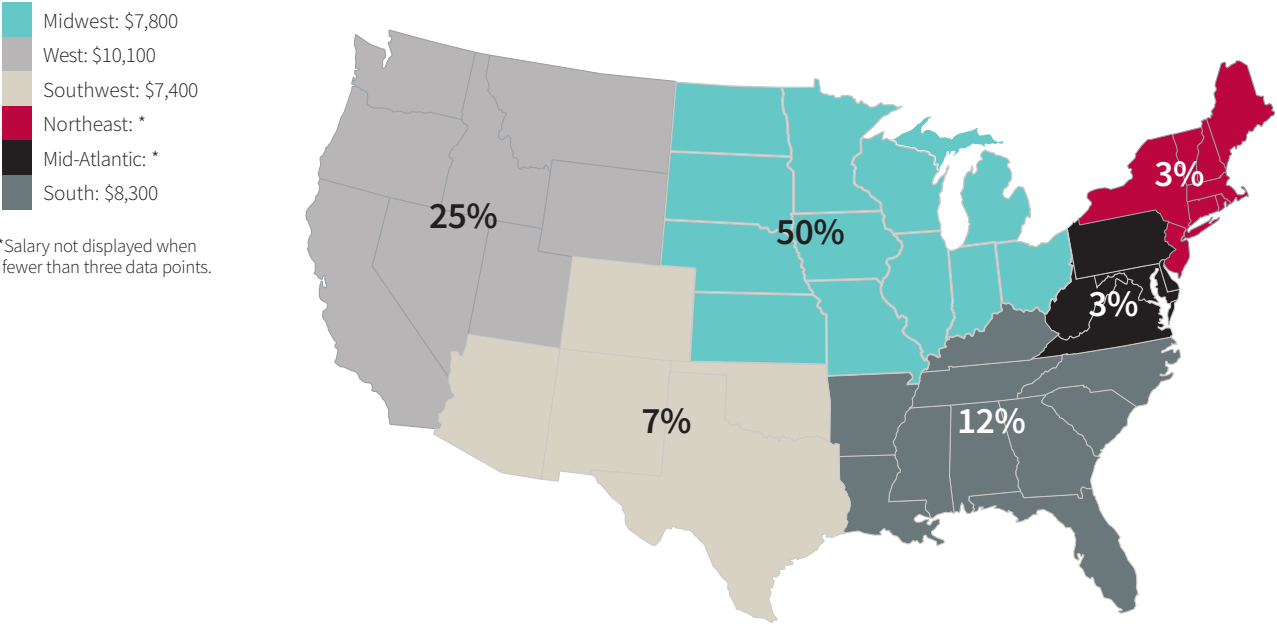 Midwest: $7,800
West: $10,100
Southwest: $7,400
Northeast: *
Mid-Atlantic: *
South: $8,300
*Salary not displayed when
fewer than three data points.
25%
50%
7%
3%
3%
12%